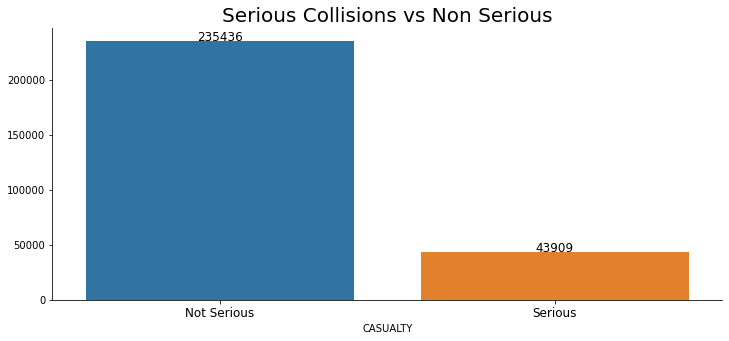 Serious Collisions vs Non Serious
235436
200000
150000
100000
50000
43909
0
Not Serious
Serious
CASUALTY